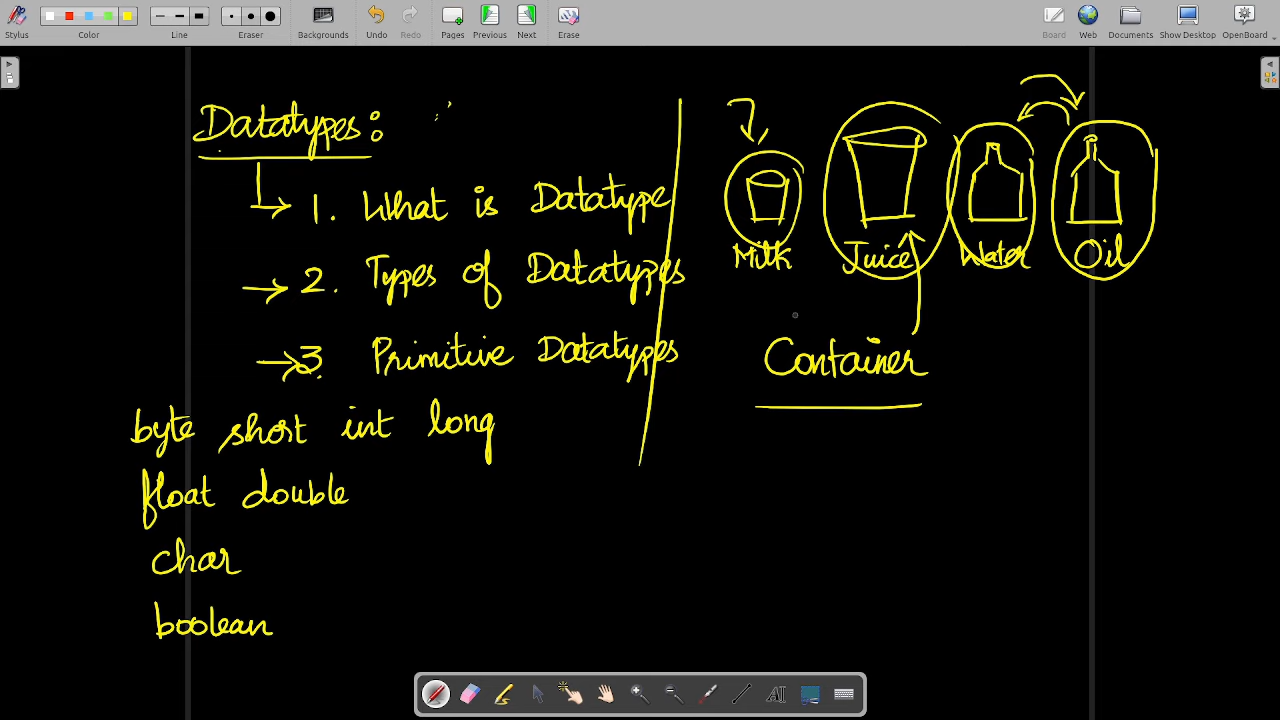 Stylus Color Line Eraser Backgrounds Undo Redo Pages Previous Next Erase Board Web Documents Show Desktop OpenBoard
Datatypes:
1. What is Datatype
2. Types of Datatypes
3. Primitive Datatypes
byte short int long
float double
char
boolean
Milk Juice Water Oil
Container
AI